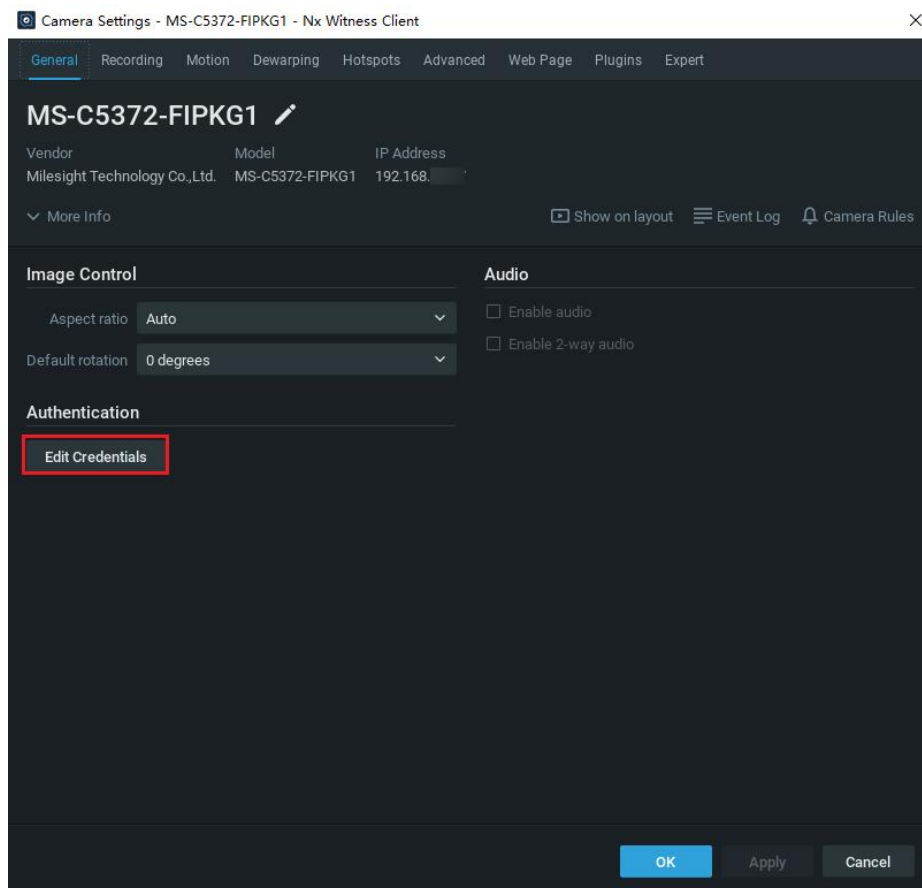 Camera Settings - MS-C5372-FIPKG1 - Nx Witness Client
General Recording Motion Dewarping Hotspots Advanced Web Page Plugins Expert
MS-C5372-FIPKG1
Vendor Model IP Address
Milesight Technology Co.,Ltd. MS-C5372-FIPKG1 192.168.
More Info Show on layout Event Log Camera Rules
Image Control Audio
Aspect ratio Auto Enable audio
Enable 2-way audio
Default rotation 0 degrees
Authentication
Edit Credentials
OK Apply Cancel